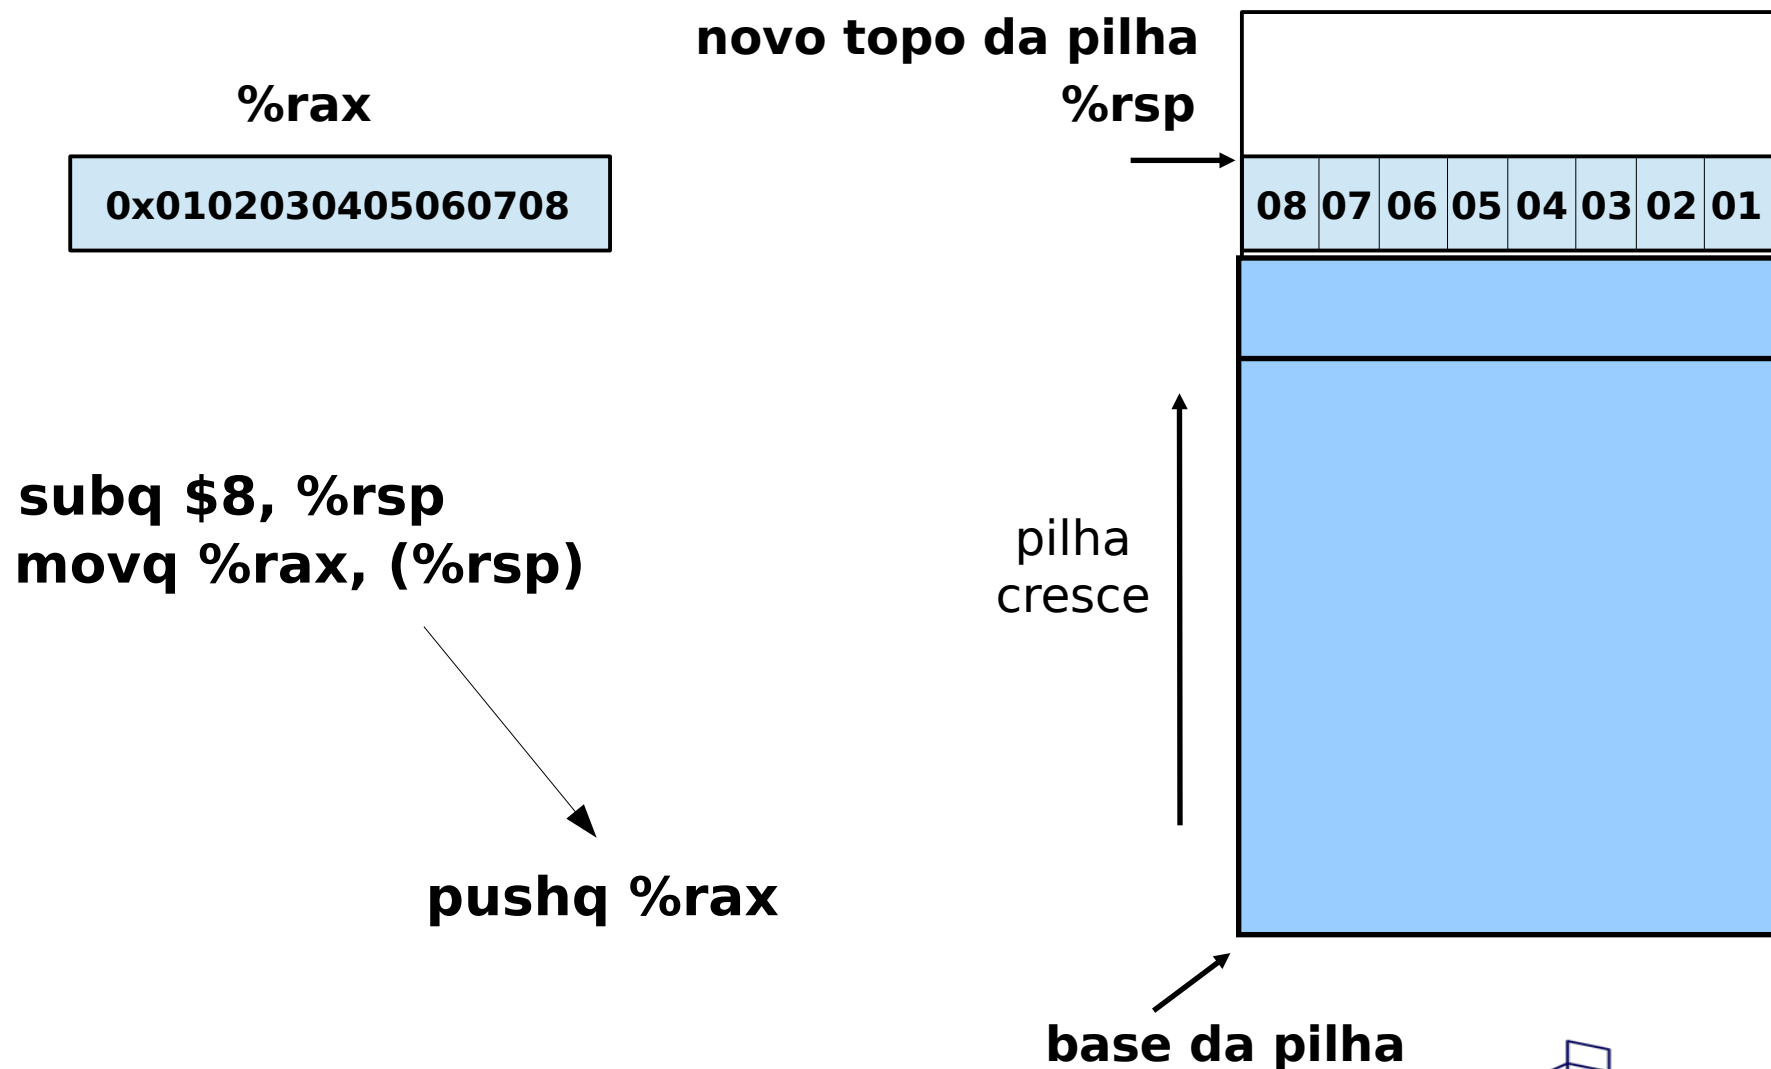 novo topo da pilha
%rax
%rsp
0x0102030405060708
08 07 06 05 04 03 02 01
subq $8, %rsp
movq %rax, (%rsp)
pilha
cresce
pushq %rax
base da pilha